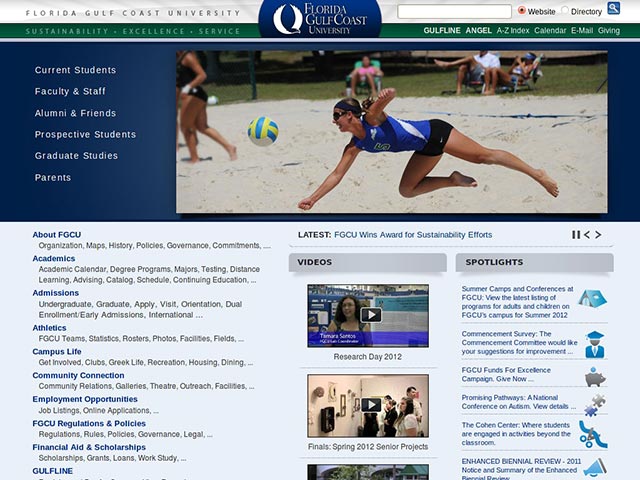 FLORIDA GULF COAST UNIVERSITY
SUSTAINABILITY • EXCELLENCE • SERVICE
FLORIDA
GULF COAST
UNIVERSITY
Website
Directory
GULFLINE ANGEL A-Z Index Calendar E-Mail Giving
Current Students
Faculty & Staff
Alumni & Friends
Prospective Students
Graduate Studies
Parents
About FGCU
Organization, Maps, History, Policies, Governance, Commitments, ....
Academics
Academic Calendar, Degree Programs, Majors, Testing, Distance
Learning, Advising, Catalog, Schedule, Continuing Education, ...
Admissions
Undergraduate, Graduate, Apply, Visit, Orientation, Dual
Enrollment/Early Admissions, International ...
Athletics
FGCU Teams, Statistics, Rosters, Photos, Facilities, Fields, ...
Campus Life
Get Involved, Clubs, Greek Life, Recreation, Housing, Dining, ...
Community Connection
Community Relations, Galleries, Theatre, Outreach, Facilities, ...
Employment Opportunities
Job Listings, Online Applications, ...
FGCU Regulations & Policies
Regulations, Rules, Policies, Governance, Legal, ...
Financial Aid & Scholarships
Scholarships, Grants, Loans, Work Study, ...
GULFLINE
LATEST: FGCU Wins Award for Sustainability Efforts
VIDEOS
Tamara Santos
Research Day 2012
Finals: Spring 2012 Senior Projects
SPOTLIGHTS
Summer Camps and Conferences at
FGCU: View the latest listing of
programs for adults and children on
FGCU's campus for Summer 2012
Commencement Survey: The
Commencement Committee would like
your suggestions for improvement ...
FGCU Funds For Excellence
Campaign. Give Now ...
Promising Pathways: A National
Conference on Autism. View details ...
The Cohen Center: Where students
are engaged in activities beyond the
classroom.
ENHANCED BIENNIAL REVIEW - 2011
Notice and Summary of the Enhanced
Biennial Review